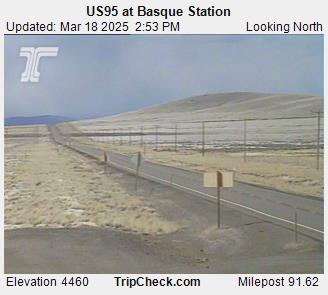 US95 at Basque Station
Updated: Mar 18 2025 2:53 PM Looking North
Elevation 4460 TripCheck.com Milepost 91.62